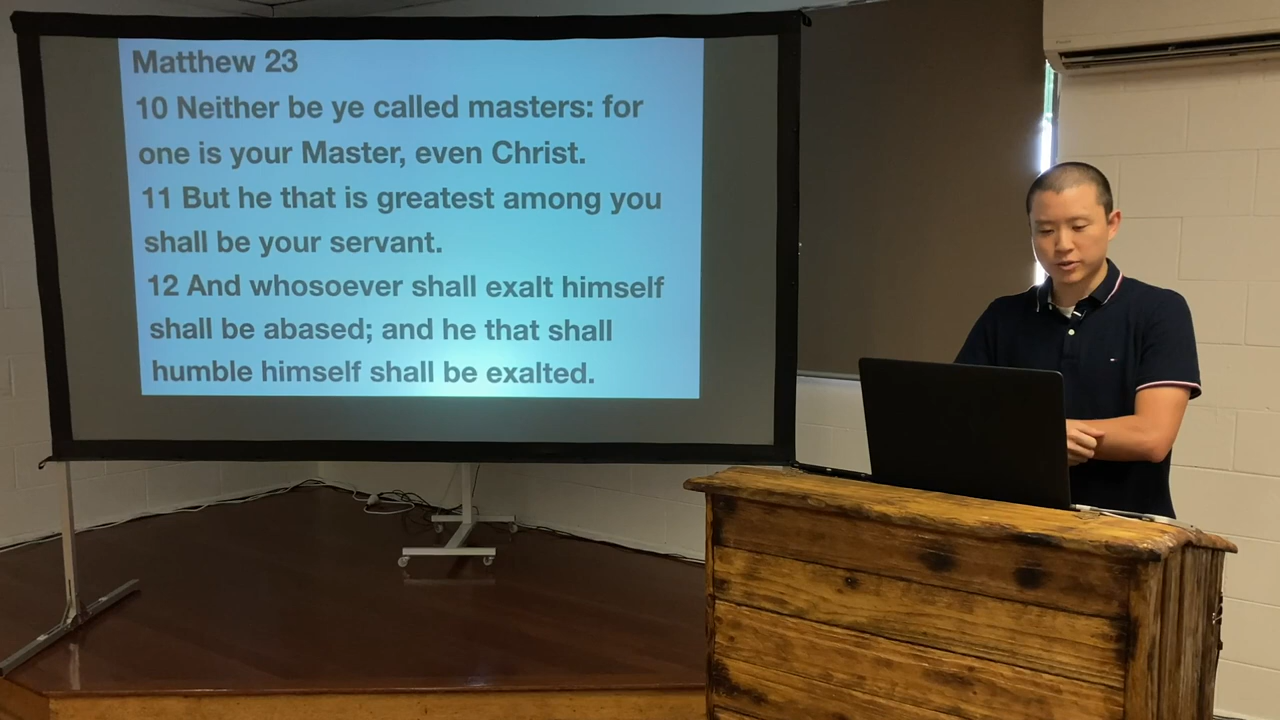 Matthew 23
10 Neither be ye called masters: for
one is your Master, even Christ.
11 But he that is greatest among you
shall be your servant.
12 And whosoever shall exalt himself
shall be abased; and he that shall
humble himself shall be exalted.